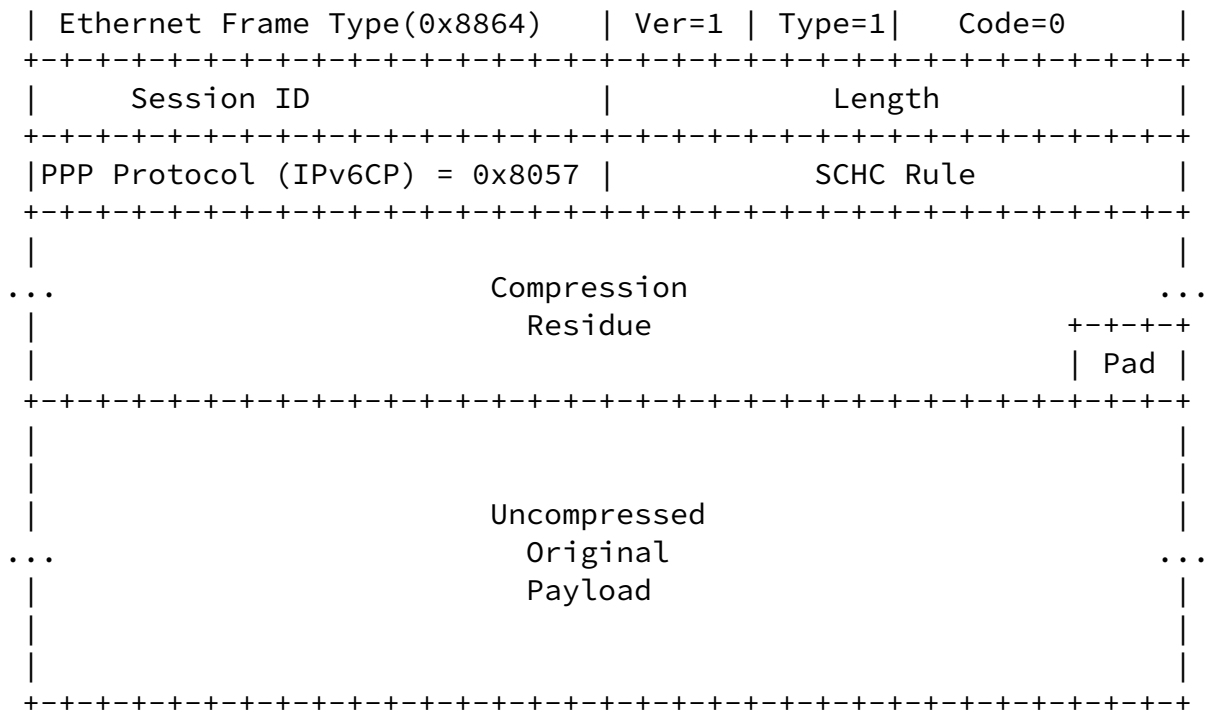 | Ethernet Frame Type(0x8864)   | Ver=1 | Type=1|   Code=0      |
+-+-+-+-+-+-+-+-+-+-+-+-+-+-+-+-+-+-+-+-+-+-+-+-+-+-+-+-+-+-+-+-+
|     Session ID                |            Length             |
+-+-+-+-+-+-+-+-+-+-+-+-+-+-+-+-+-+-+-+-+-+-+-+-+-+-+-+-+-+-+-+-+
|PPP Protocol (IPv6CP) = 0x8057 |           SCHC Rule           |
+-+-+-+-+-+-+-+-+-+-+-+-+-+-+-+-+-+-+-+-+-+-+-+-+-+-+-+-+-+-+-+-+
|                                                               |
...                        Compression                          ...
|                           Residue                       +-+-+-+
|                                                         | Pad |
+-+-+-+-+-+-+-+-+-+-+-+-+-+-+-+-+-+-+-+-+-+-+-+-+-+-+-+-+-+-+-+-+
|                                                               |
|                                                               |
|                         Uncompressed                          |
...                         Original                            ...
|                           Payload                             |
|                                                               |
|                                                               |
+-+-+-+-+-+-+-+-+-+-+-+-+-+-+-+-+-+-+-+-+-+-+-+-+-+-+-+-+-+-+-+-+